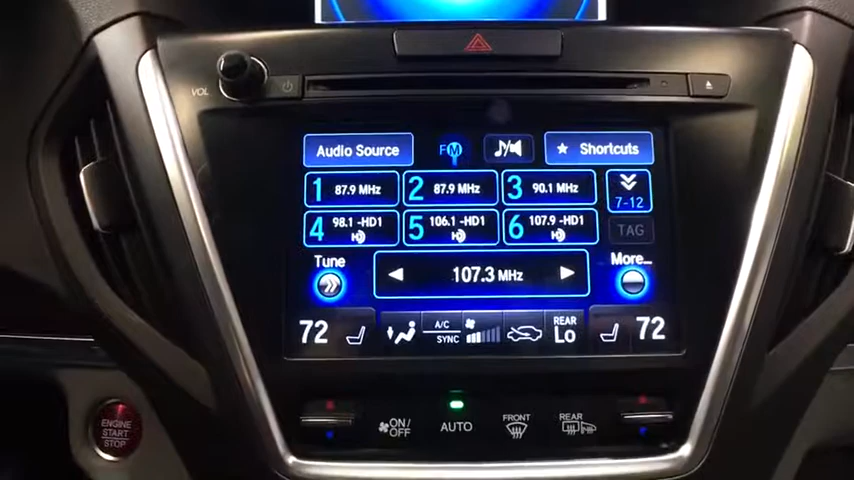 VOL
Audio Source
FM
Shortcuts
1 87.9 MHz
2 87.9 MHz
3 90.1 MHz
7-12
4 98.1 -HD1
5 106.1 -HD1
6 107.9 -HD1
TAG
Tune
107.3 MHz
More...
72
A/C
SYNC
REAR
Lo
72
ON/
OFF
AUTO
FRONT
REAR
ENGINE
START
STOP